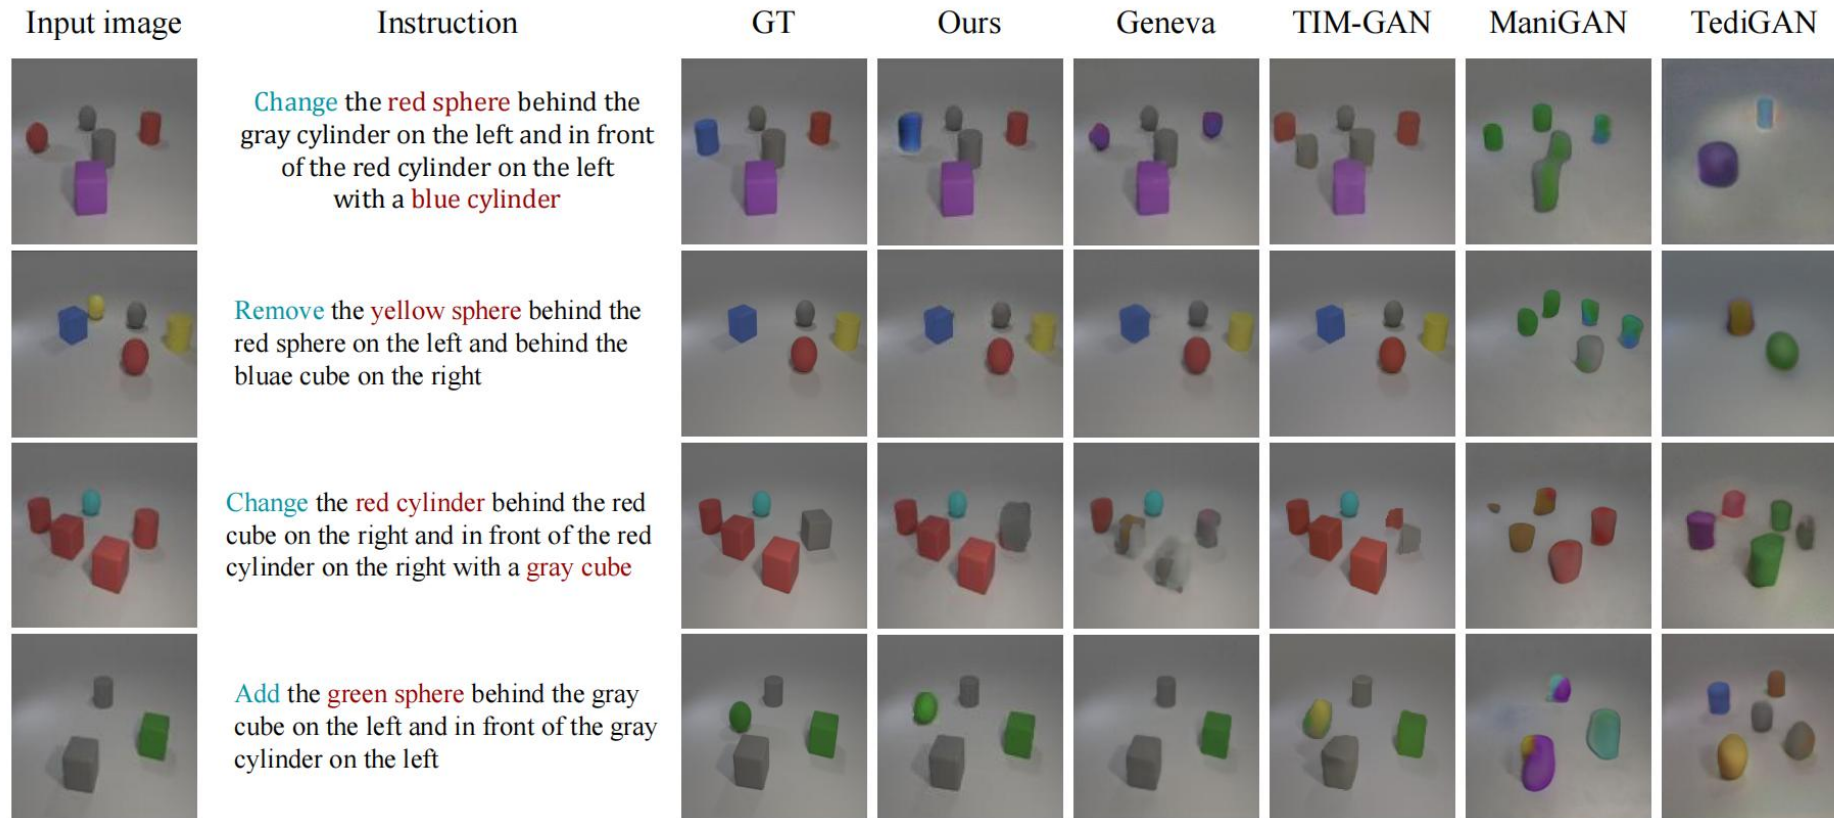 Input image Instruction GT Ours Geneva TIM-GAN ManiGAN TediGAN
Change the red sphere behind the
gray cylinder on the left and in front
of the red cylinder on the left
with a blue cylinder
Remove the yellow sphere behind the
red sphere on the left and behind the
bluae cube on the right
Change the red cylinder behind the red
cube on the right and in front of the red
cylinder on the right with a gray cube
Add the green sphere behind the gray
cube on the left and in front of the gray
cylinder on the left